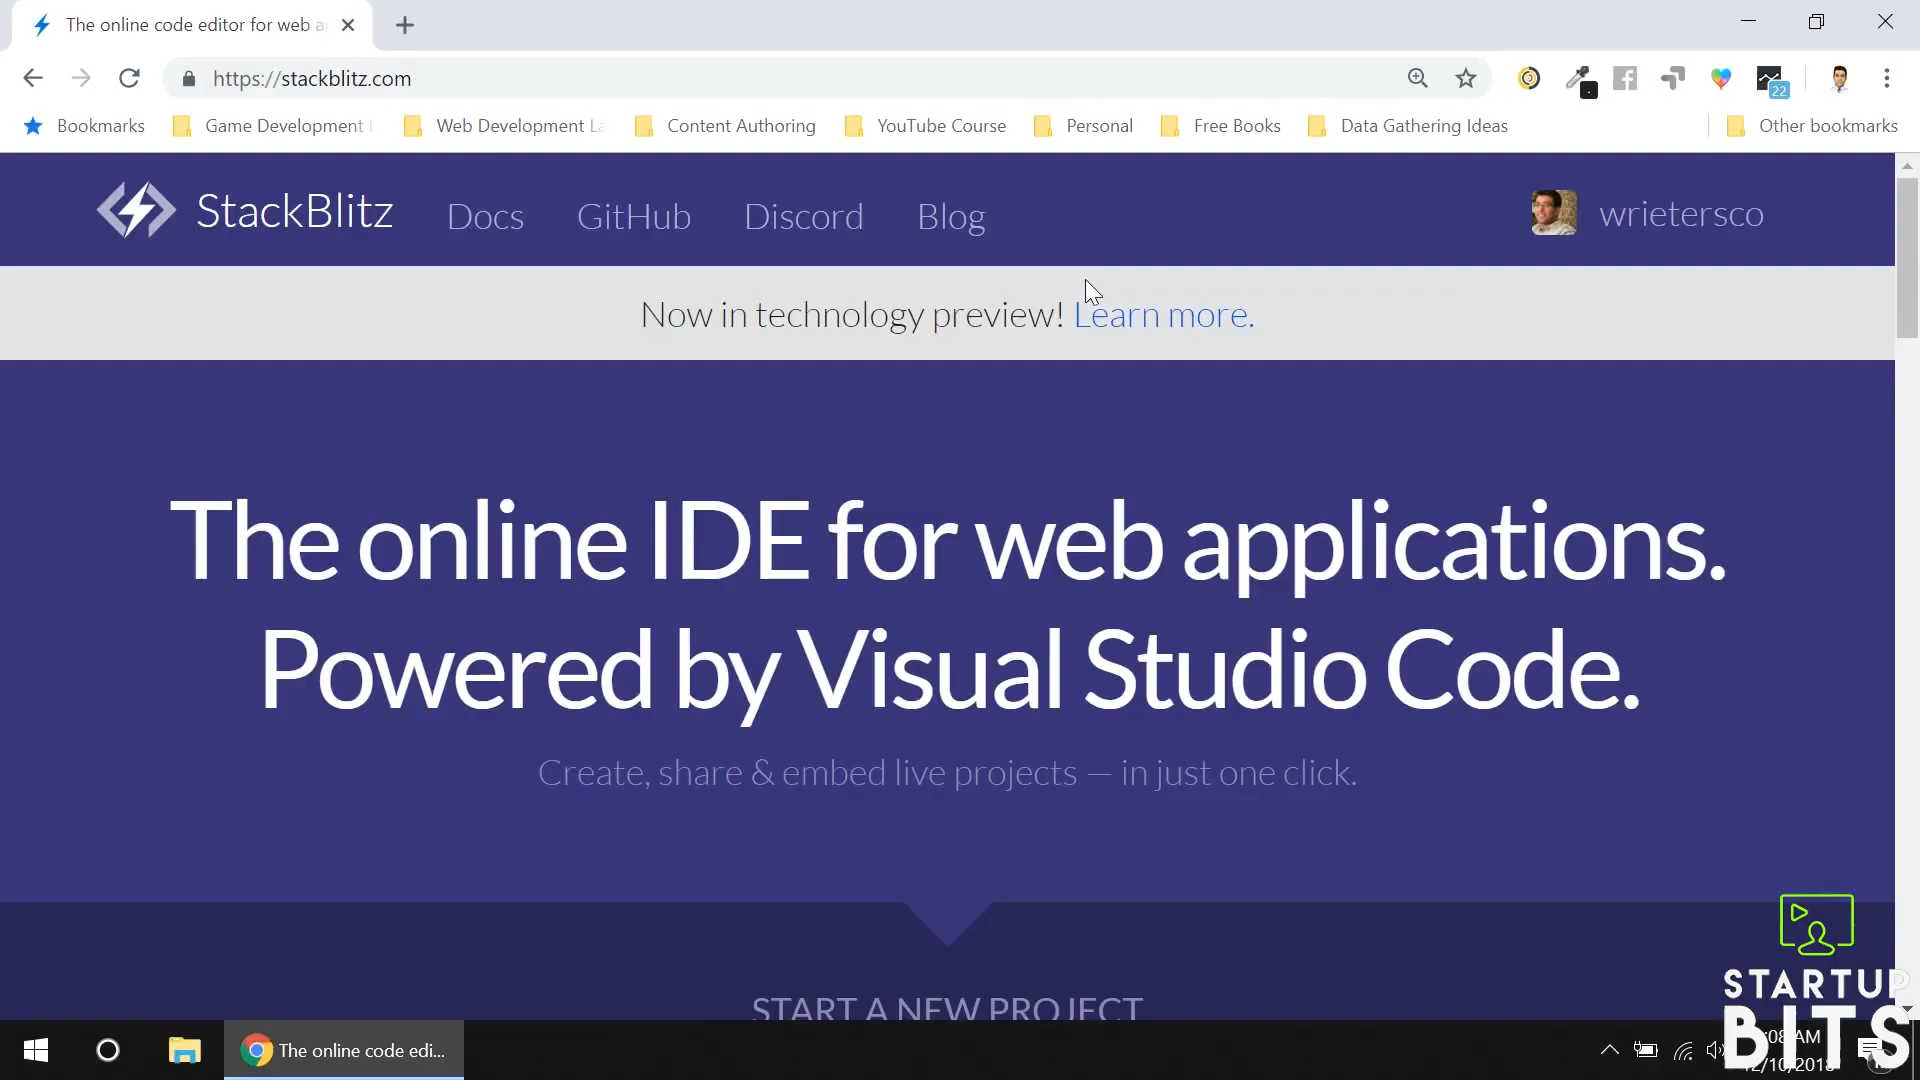 The online code editor for web a
https://stackblitz.com
22
Bookmarks
Game Development
Web Development La
Content Authoring
YouTube Course
Personal
Free Books
Data Gathering Ideas
Other bookmarks
StackBlitz
Docs
GitHub
Discord
Blog
wrietersco
Now in technology preview! Learn more.
The online IDE for web applications.
Powered by Visual Studio Code.
Create, share & embed live projects — in just one click.
START A NEW PROJECT
STARTUP
BITS
The online code edi...
AM